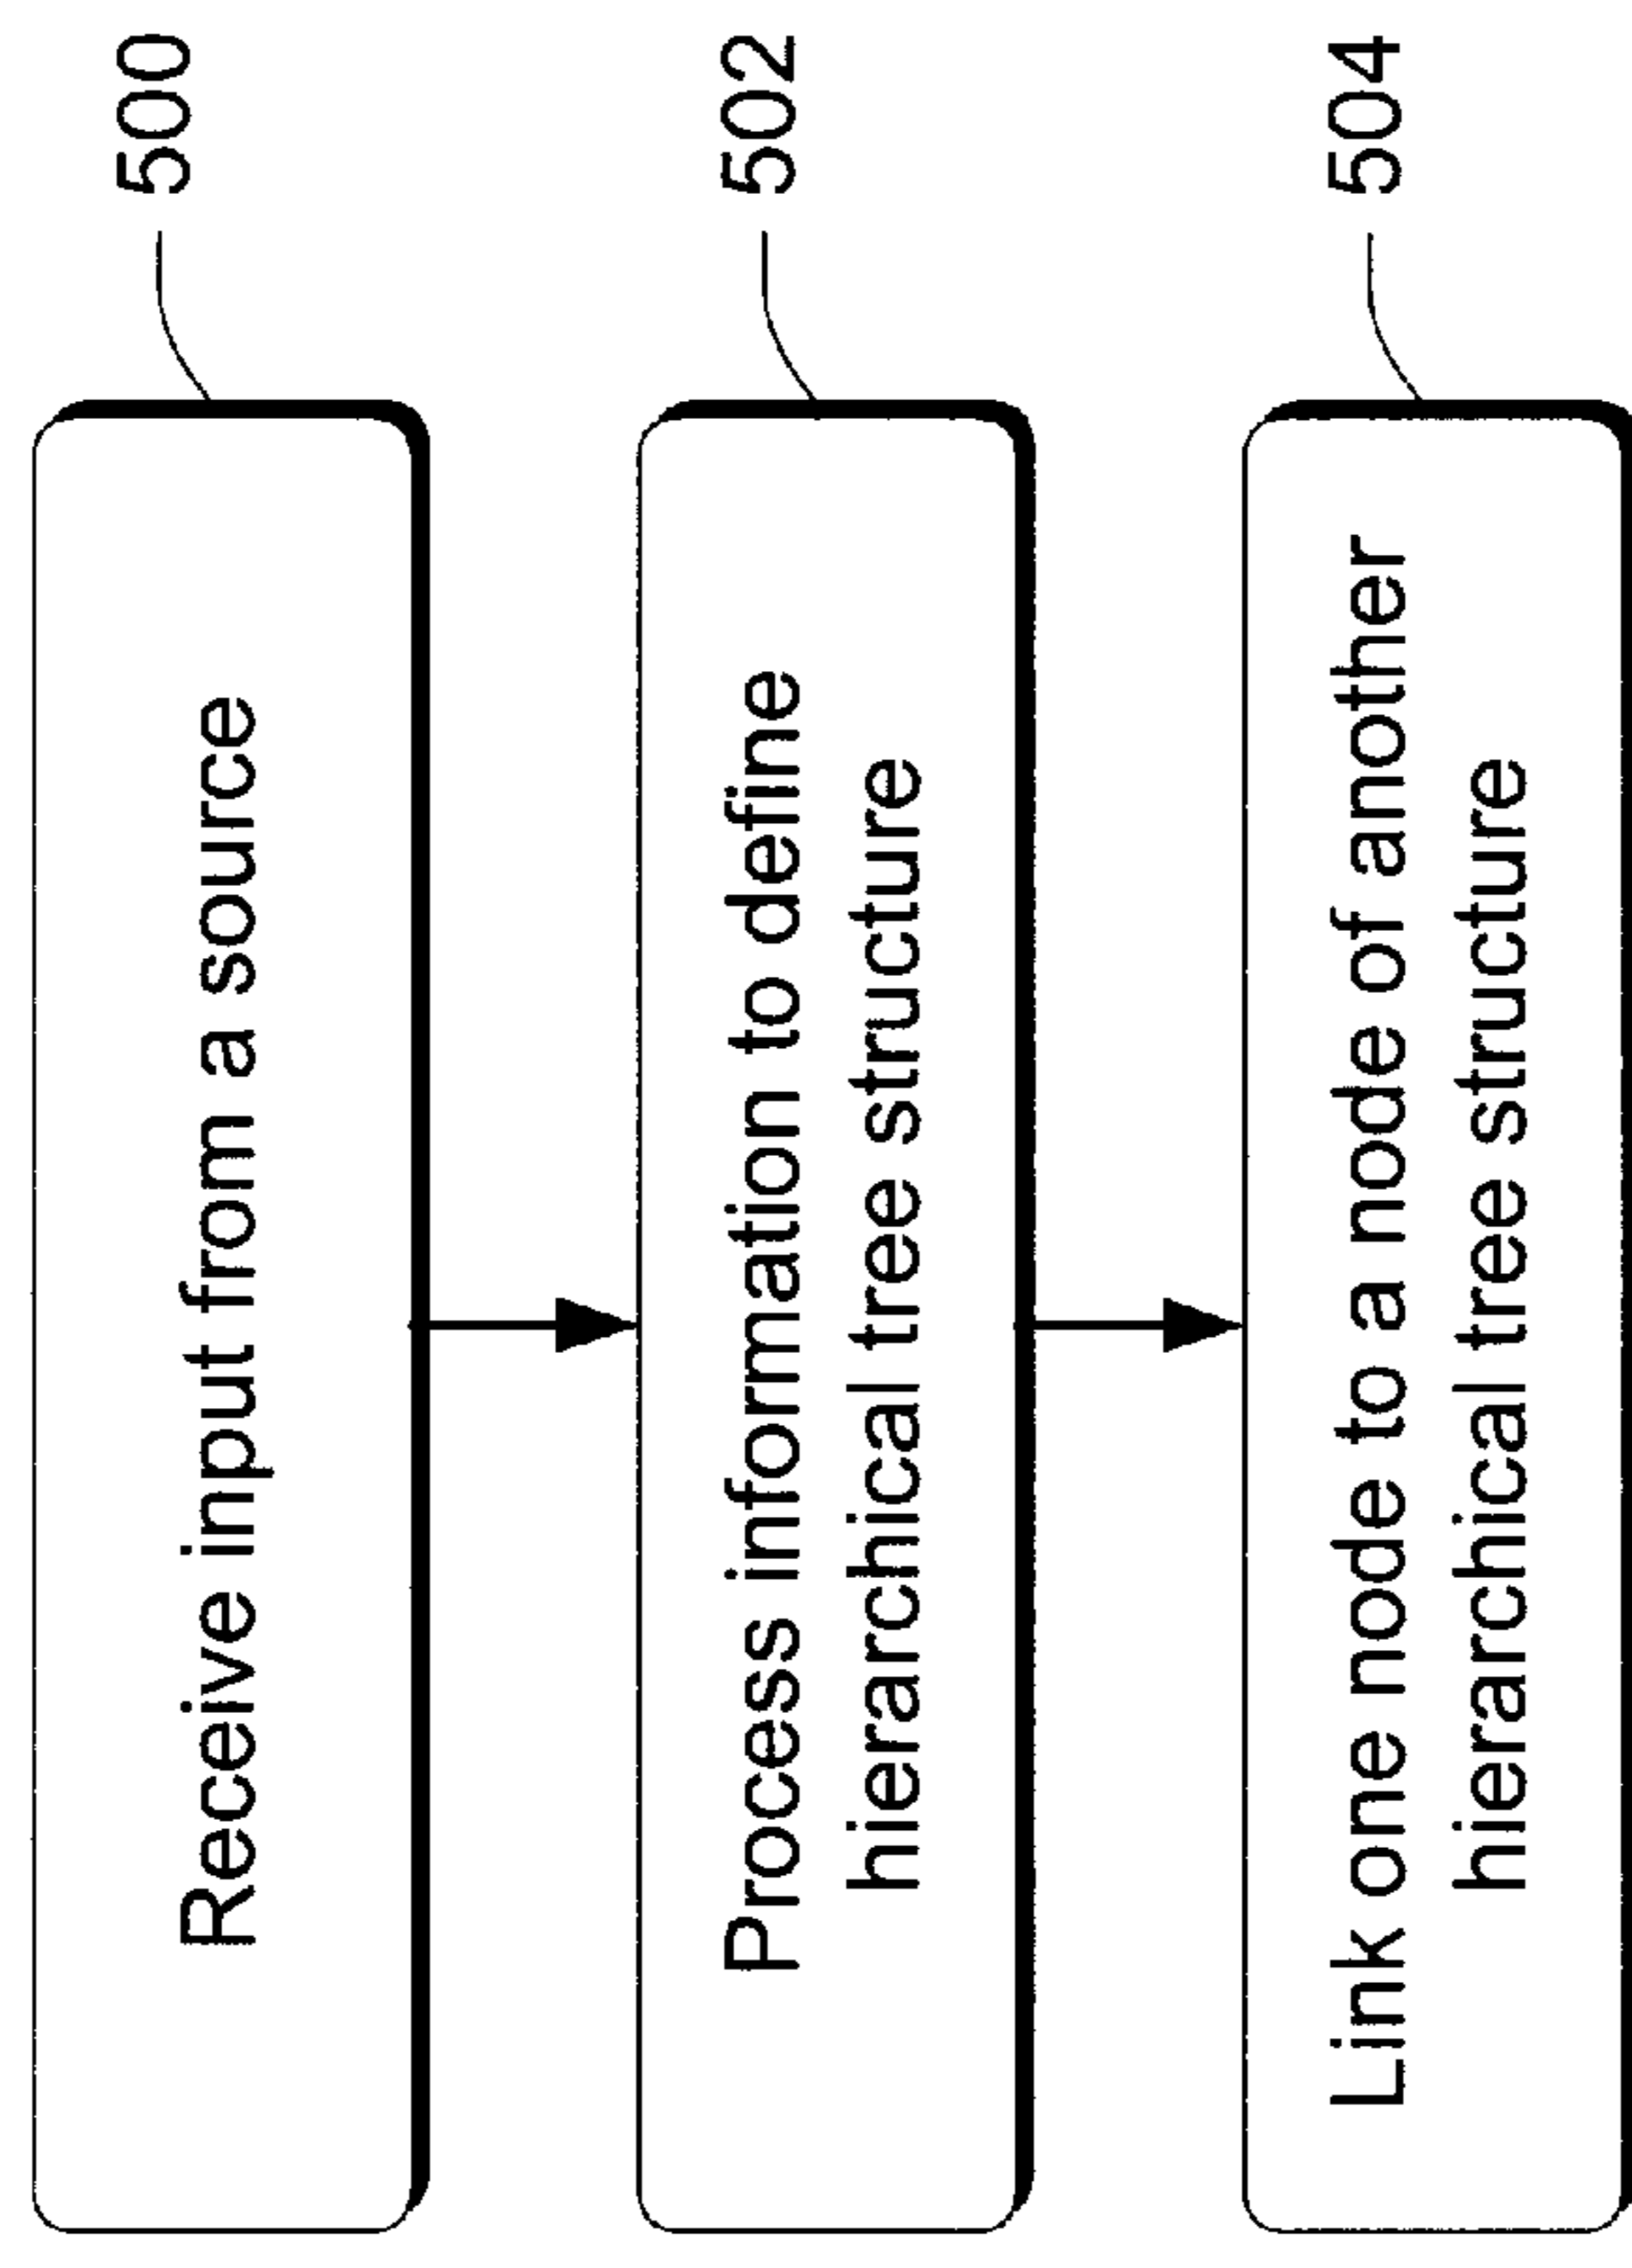 Receive input from a source
500
Process information to define
hierarchical tree structure
502
Link one node to a node of another
hierarchical tree structure
504